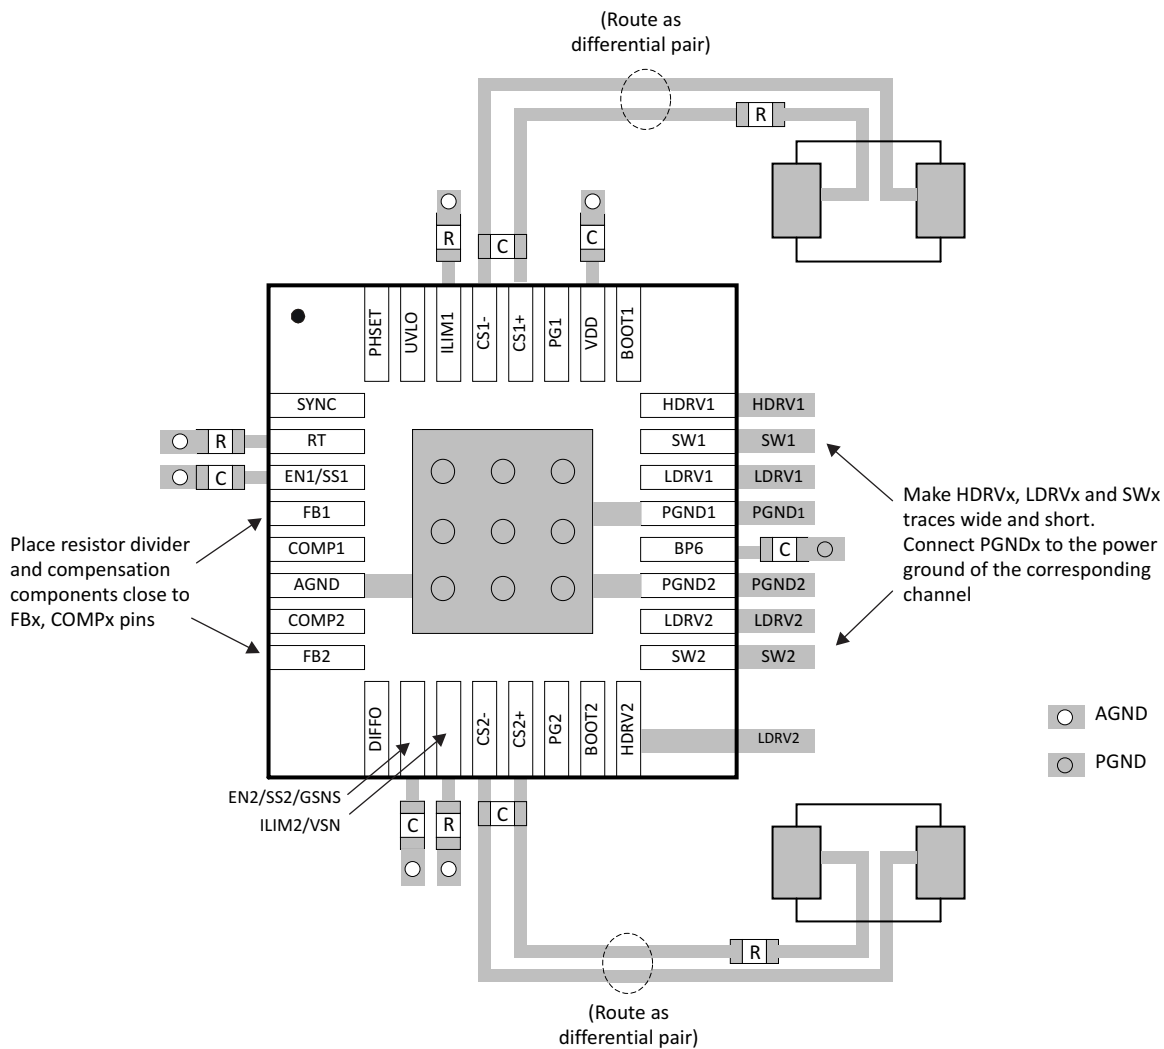 (Route as
differential pair)
R
R
C
C
PHSET
UVLO
ILIM1
CS1-
CS1+
PG1
VDD
BOOT1
SYNC
HDRV1
HDRV1
R
RT
SW1
SW1
C
EN1/SS1
LDRV1
LDRV1
FB1
PGND1
PGND1
COMP1
BP6
C
AGND
PGND2
PGND2
COMP2
LDRV2
LDRV2
FB2
SW2
SW2
Place resistor divider
and compensation
components close to
FBx, COMPx pins
Make HDRVx, LDRVx and SWx
traces wide and short.
Connect PGNDx to the power
ground of the corresponding
channel
DIFFO
CS2-
CS2+
PG2
BOOT2
HDRV2
LDRV2
AGND
PGND
EN2/SS2/GSNS
ILIM2/VSN
C
R
C
R
(Route as
differential pair)